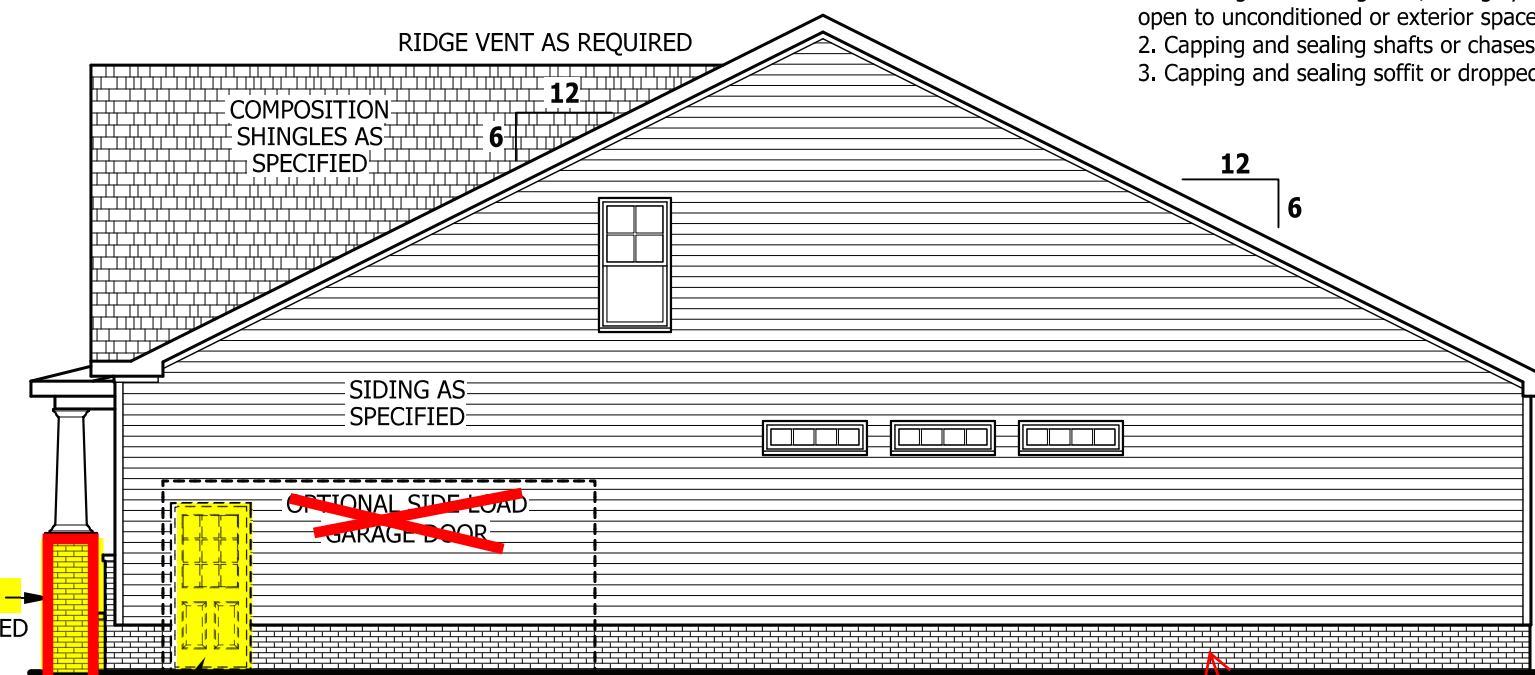 RIDGE VENT AS REQUIRED
open to unconditioned or exterior space
2. Capping and sealing shafts or chases
3. Capping and sealing soffit or dropped
COMPOSITION
SHINGLES AS
SPECIFIED
12
6
12
6
SIDING AS
SPECIFIED
OPTIONAL SIDE LOAD
GARAGE DOOR
ED